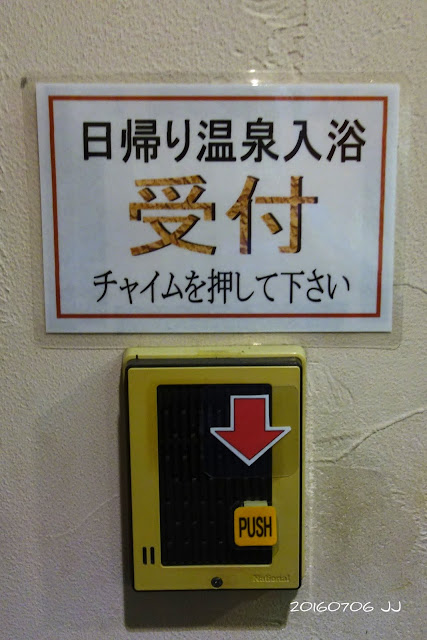 日帰り温泉入浴
受付
チャイムを押して下さい
PUSH
National
20160706 JJ